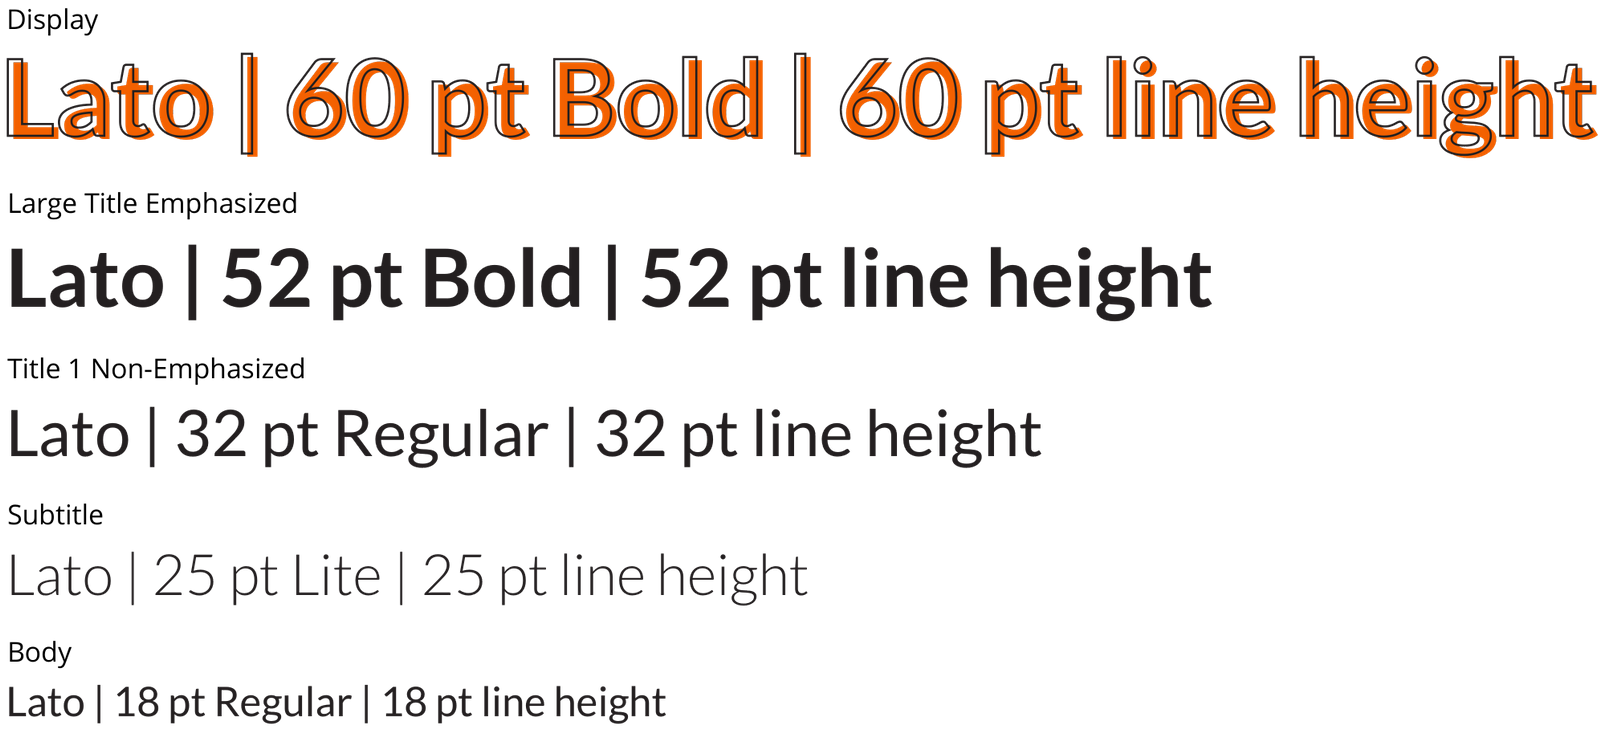 Display
Lato | 60 pt Bold | 60 pt line height
Large Title Emphasized
Lato | 52 pt Bold | 52 pt line height
Title 1 Non-Emphasized
Lato | 32 pt Regular | 32 pt line height
Subtitle
Lato | 25 pt Lite | 25 pt line height
Body
Lato | 18 pt Regular | 18 pt line height